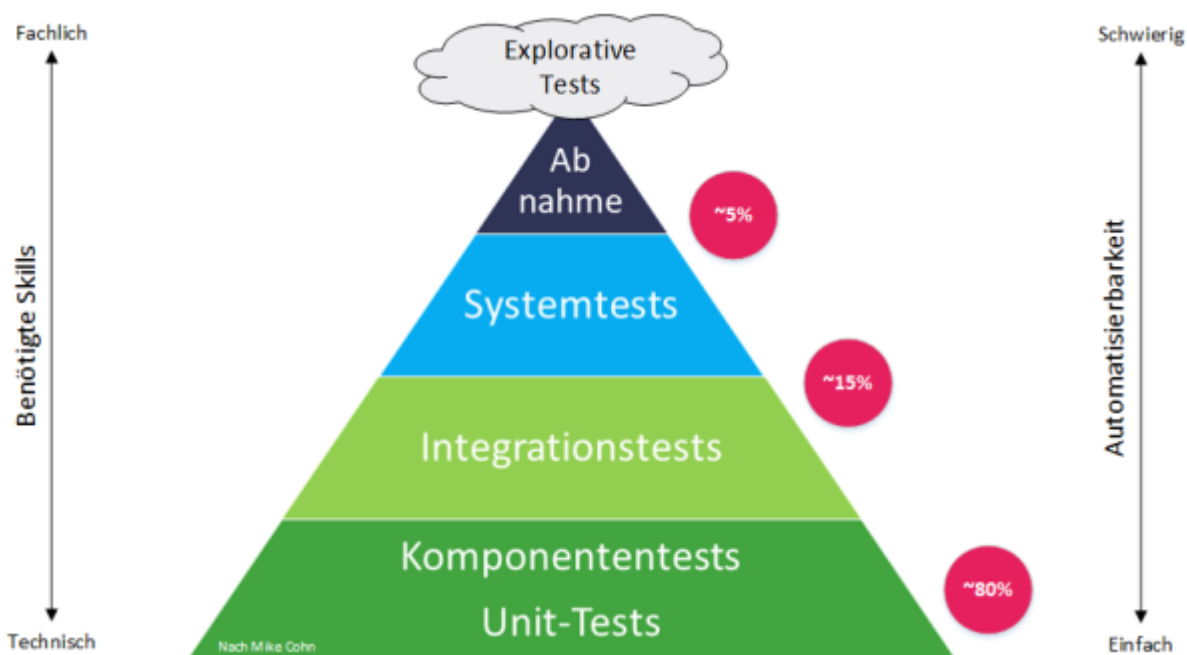 Fachlich
Schwierig
Explorative
Tests
Ab
nahme
~5%
Systemtests
~15%
Integrationstests
Komponententests
~80%
Unit-Tests
Nach Mike Cohn
Benötigte Skills
Automatisierbarkeit
Technisch
Einfach